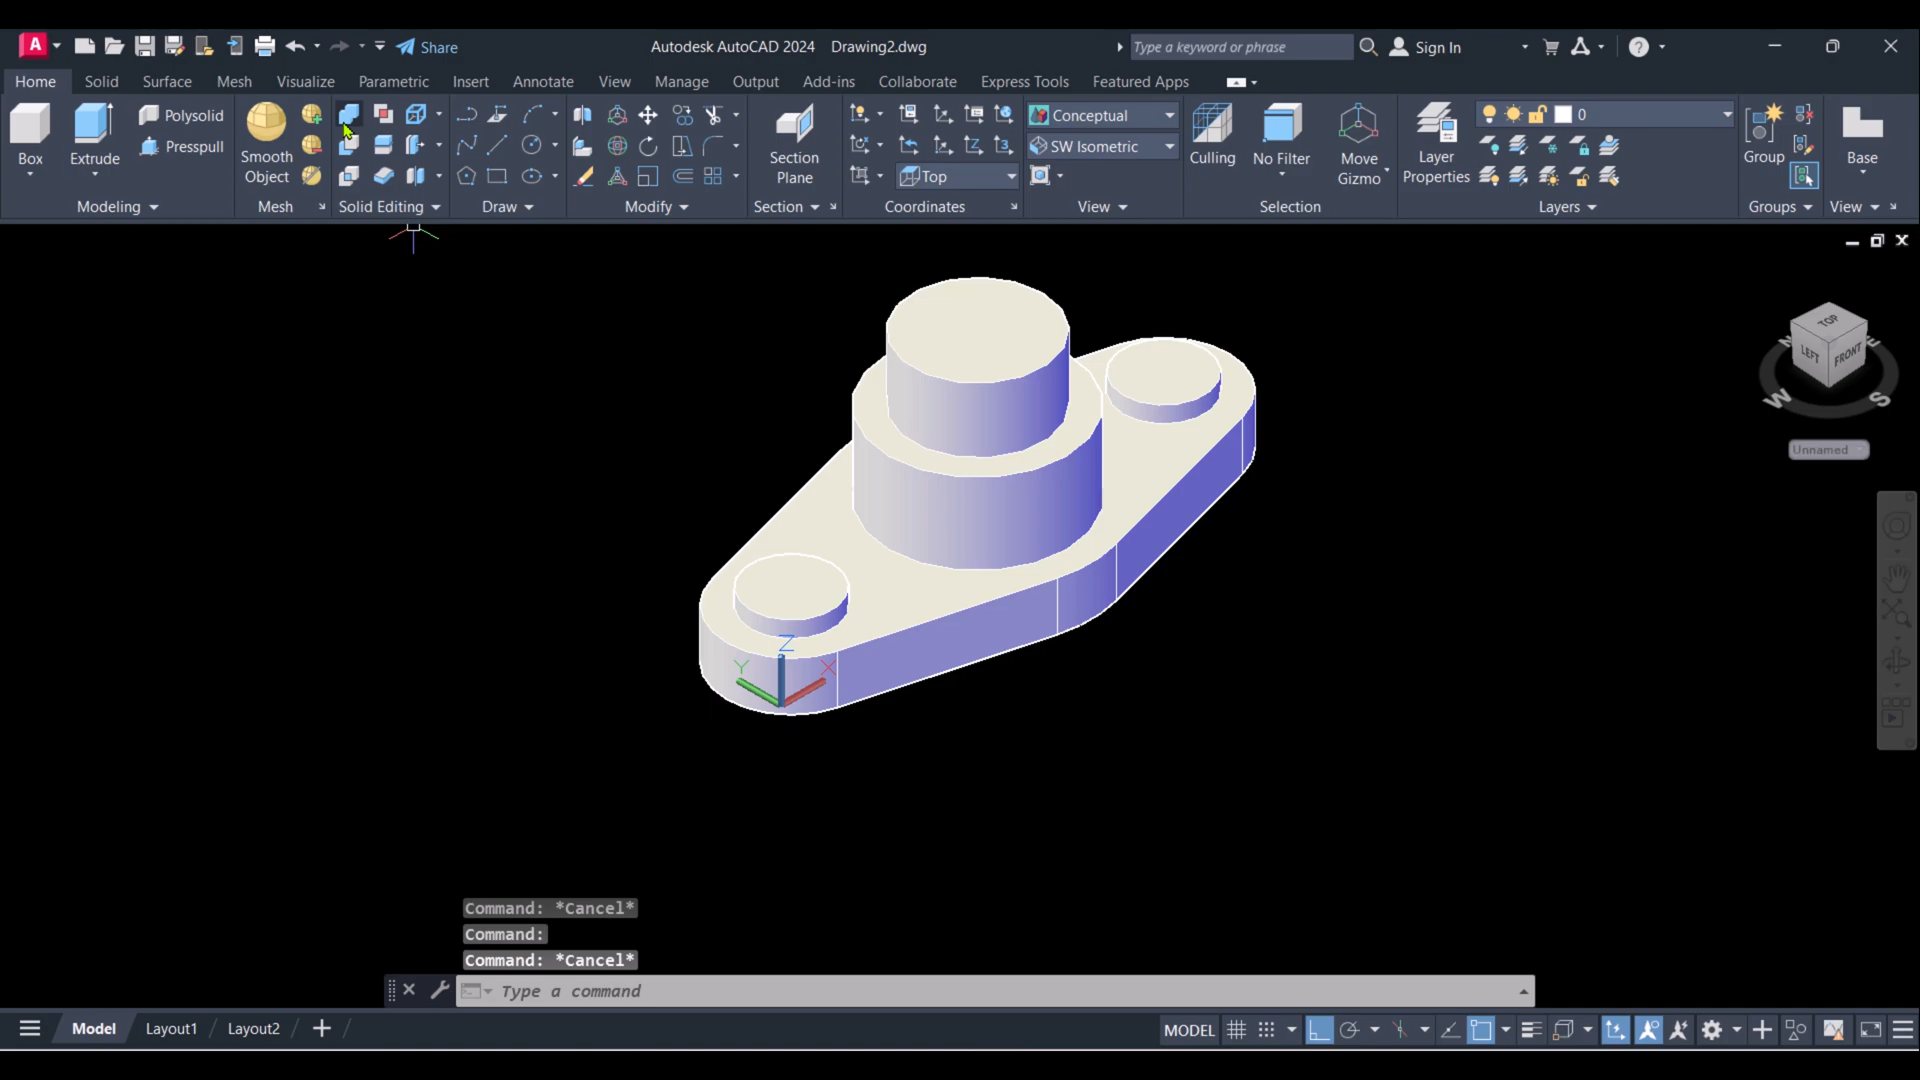 A Share Autodesk AutoCAD 2024 Drawing2.dwg Type a keyword or phrase Sign In
Home Solid Surface Mesh Visualize Parametric Insert Annotate View Manage Output Add-ins Collaborate Express Tools Featured Apps
Box Extrude Polysolid Presspull Smooth Object Section Plane Top Conceptual SW Isometric Culling No Filter Move Gizmo Layer Properties 0 Group Base
Modeling Mesh Solid Editing Draw Modify Section Coordinates View Selection Layers Groups View
TOP
LEFT FRONT
N E
W S
Unnamed
Z
Y X
Command: *Cancel*
Command:
Command: *Cancel*
Type a command
Model Layout1 Layout2 MODEL